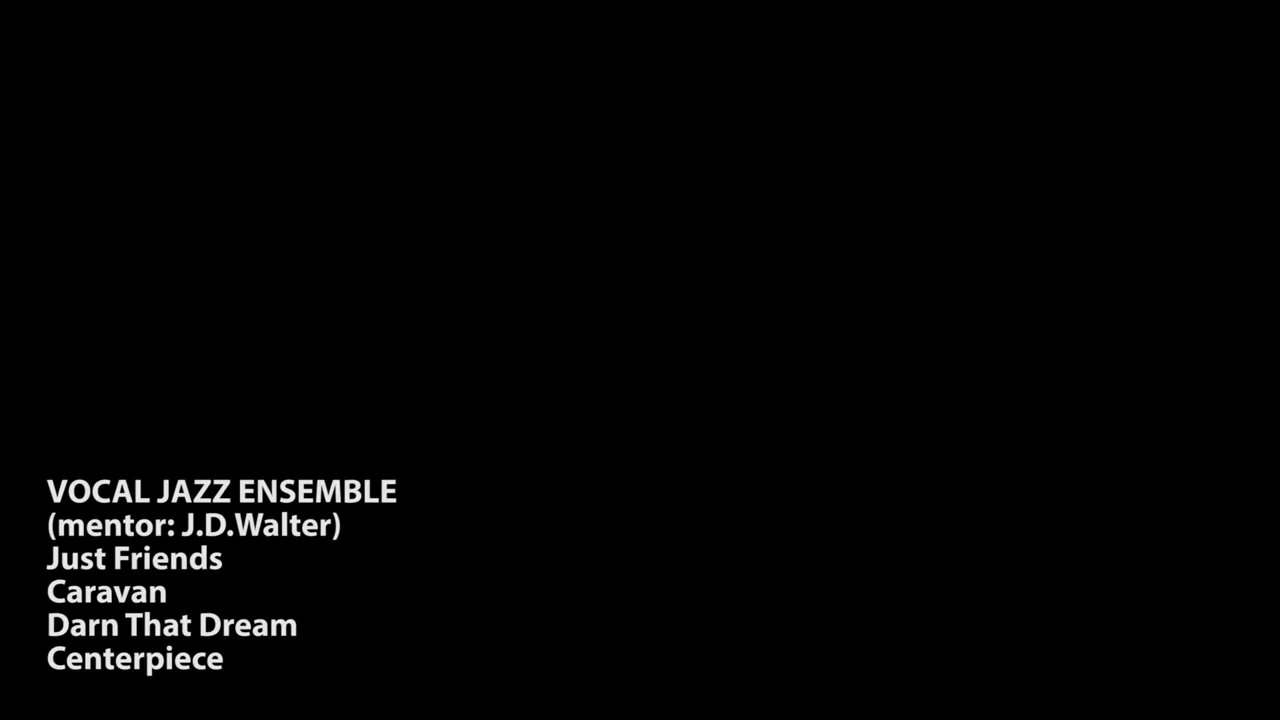 VOCAL JAZZ ENSEMBLE
(mentor: J.D.Walter)
Just Friends
Caravan
Darn That Dream
Centerpiece